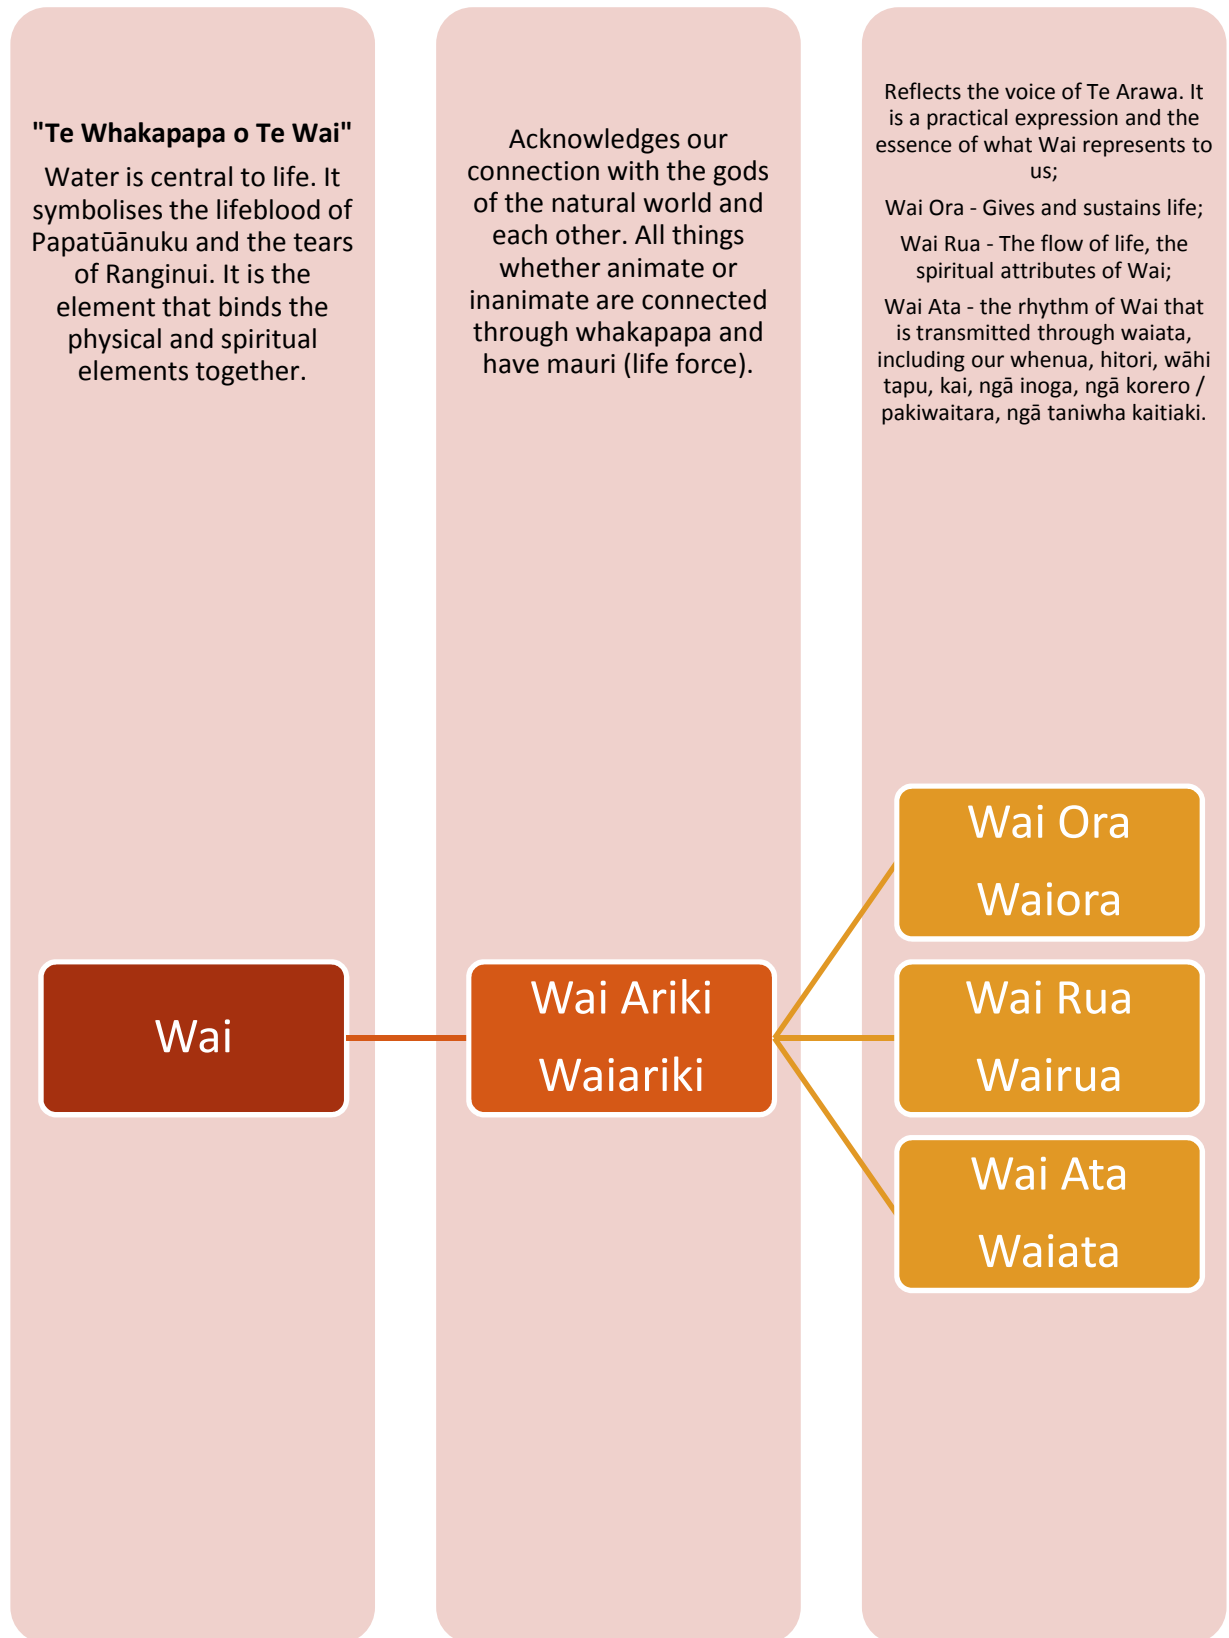 "Te Whakapapa o Te Wai"
Water is central to life. It
symbolises the lifeblood of
Papatūānuku and the tears
of Ranginui. It is the
element that binds the
physical and spiritual
elements together.
Acknowledges our
connection with the gods
of the natural world and
each other. All things
whether animate or
inanimate are connected
through whakapapa and
have mauri (life force).
Reflects the voice of Te Arawa. It
is a practical expression and the
essence of what Wai represents to
us;
Wai Ora - Gives and sustains life;
Wai Rua - The flow of life, the
spiritual attributes of Wai;
Wai Ata - the rhythm of Wai that
is transmitted through waiata,
including our whenua, hitori, wāhi
tapu, kai, ngā inoga, ngā korero /
pakiwaitara, ngā taniwha kaitiaki.
Wai
Wai Ariki
Waiariki
Wai Ora
Waiora
Wai Rua
Wairua
Wai Ata
Waiata